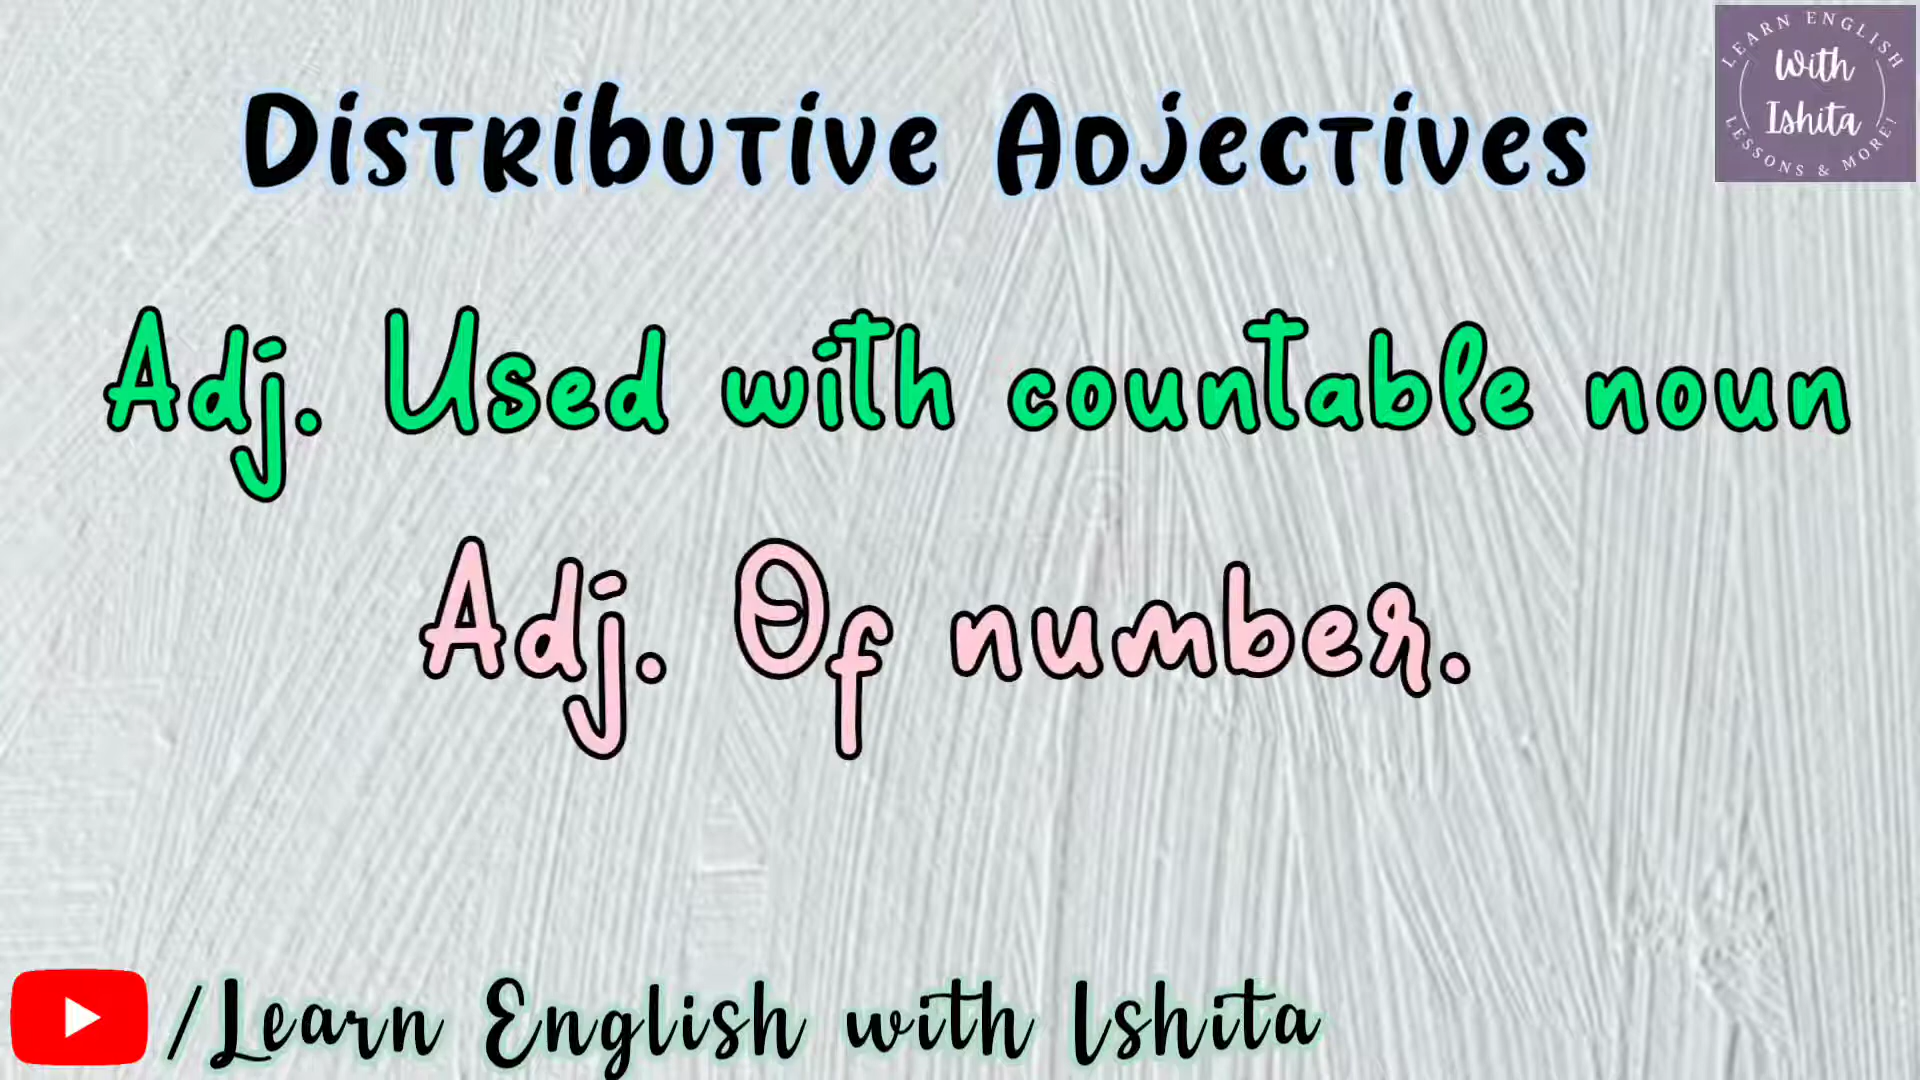 LEARN ENGLISH
With
Ishita
LESSONS & MORE!
Distributive Adjectives
Adj. Used with countable noun
Adj. Of number.
/Learn English with Ishita